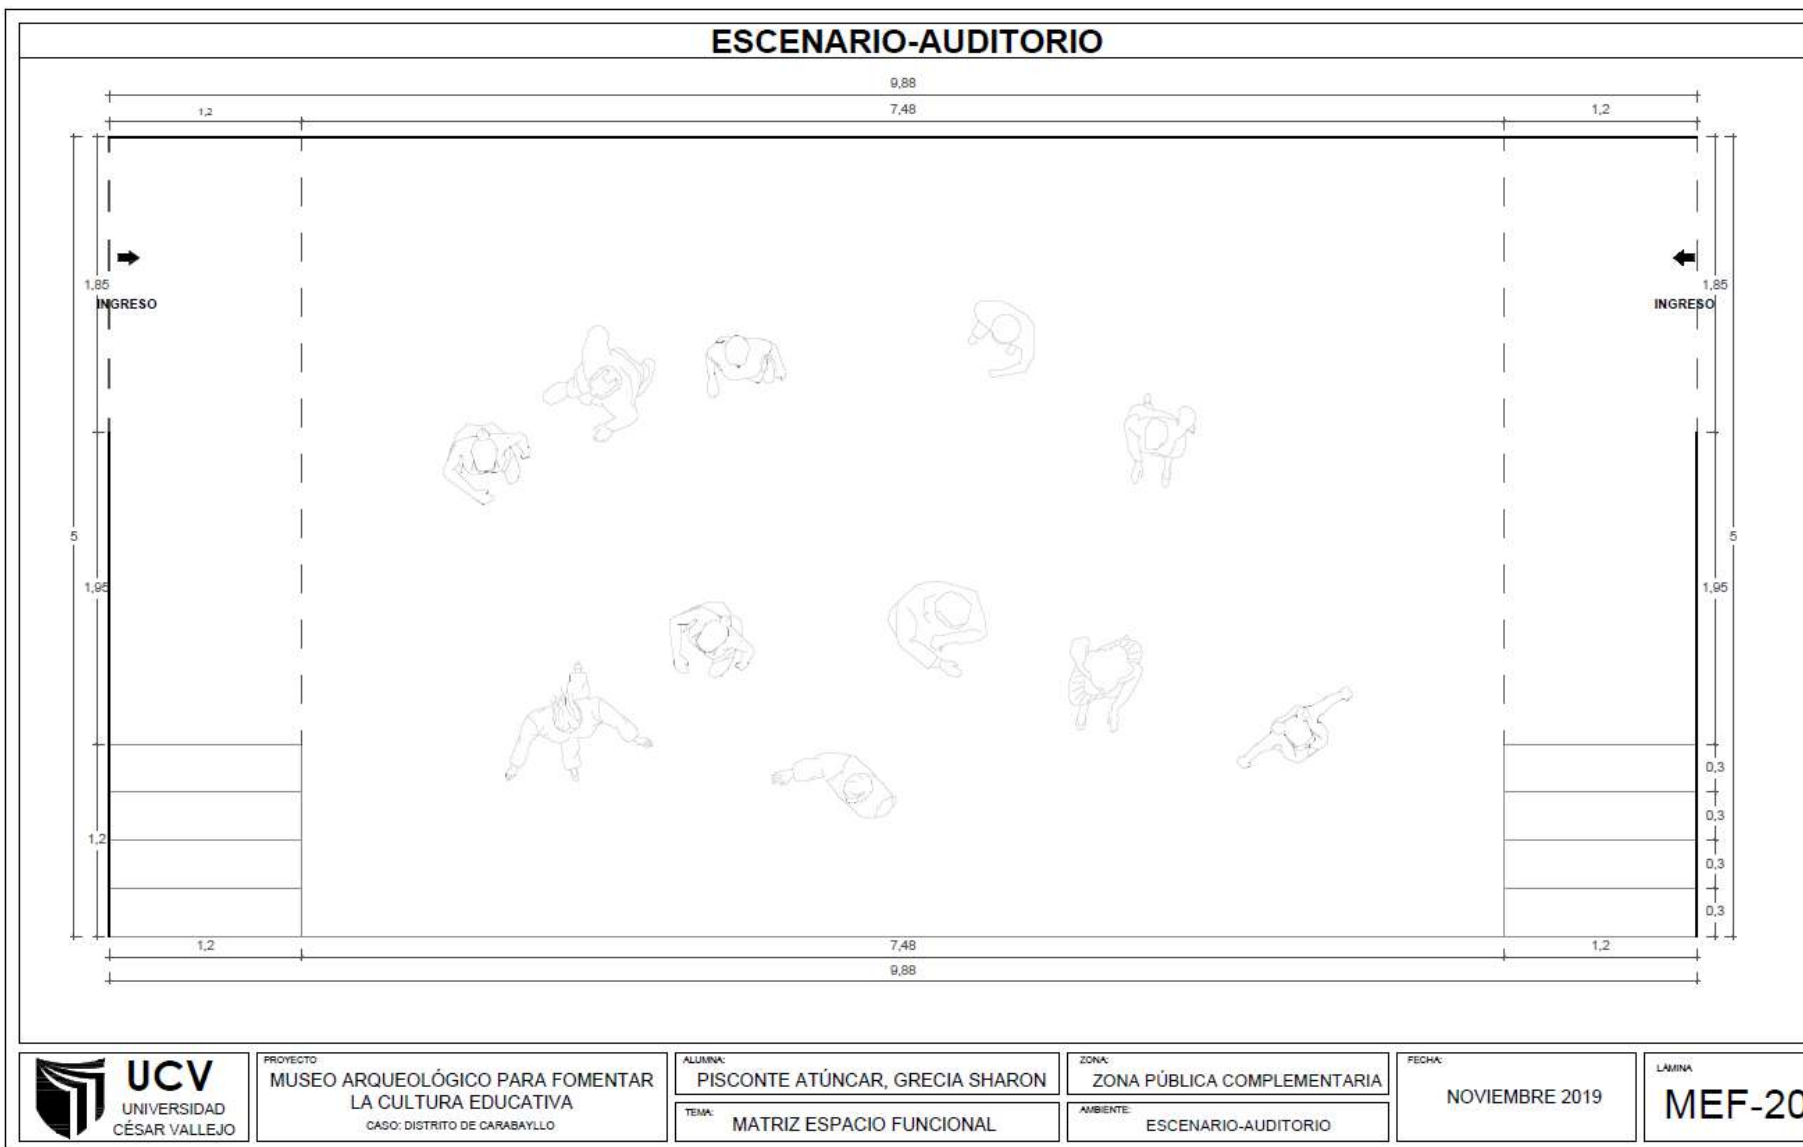 ESCENARIO-AUDITORIO
9,88
1,2
7,48
1,2
1,85
INGRESO
1,85
INGRESO
5
1,95
1,2
5
1,95
0,3
0,3
0,3
0,3
1,2
7,48
1,2
9,88
UCV
UNIVERSIDAD
CÉSAR VALLEJO
PROYECTO
MUSEO ARQUEOLÓGICO PARA FOMENTAR
LA CULTURA EDUCATIVA
CASO: DISTRITO DE CARABAYLLO
ALUMNA:
PISCONTE ATÚNCAR, GRECIA SHARON
TEMA:
MATRIZ ESPACIO FUNCIONAL
ZONA:
ZONA PÚBLICA COMPLEMENTARIA
AMBIENTE:
ESCENARIO-AUDITORIO
FECHA:
NOVIEMBRE 2019
LÁMINA
MEF-20